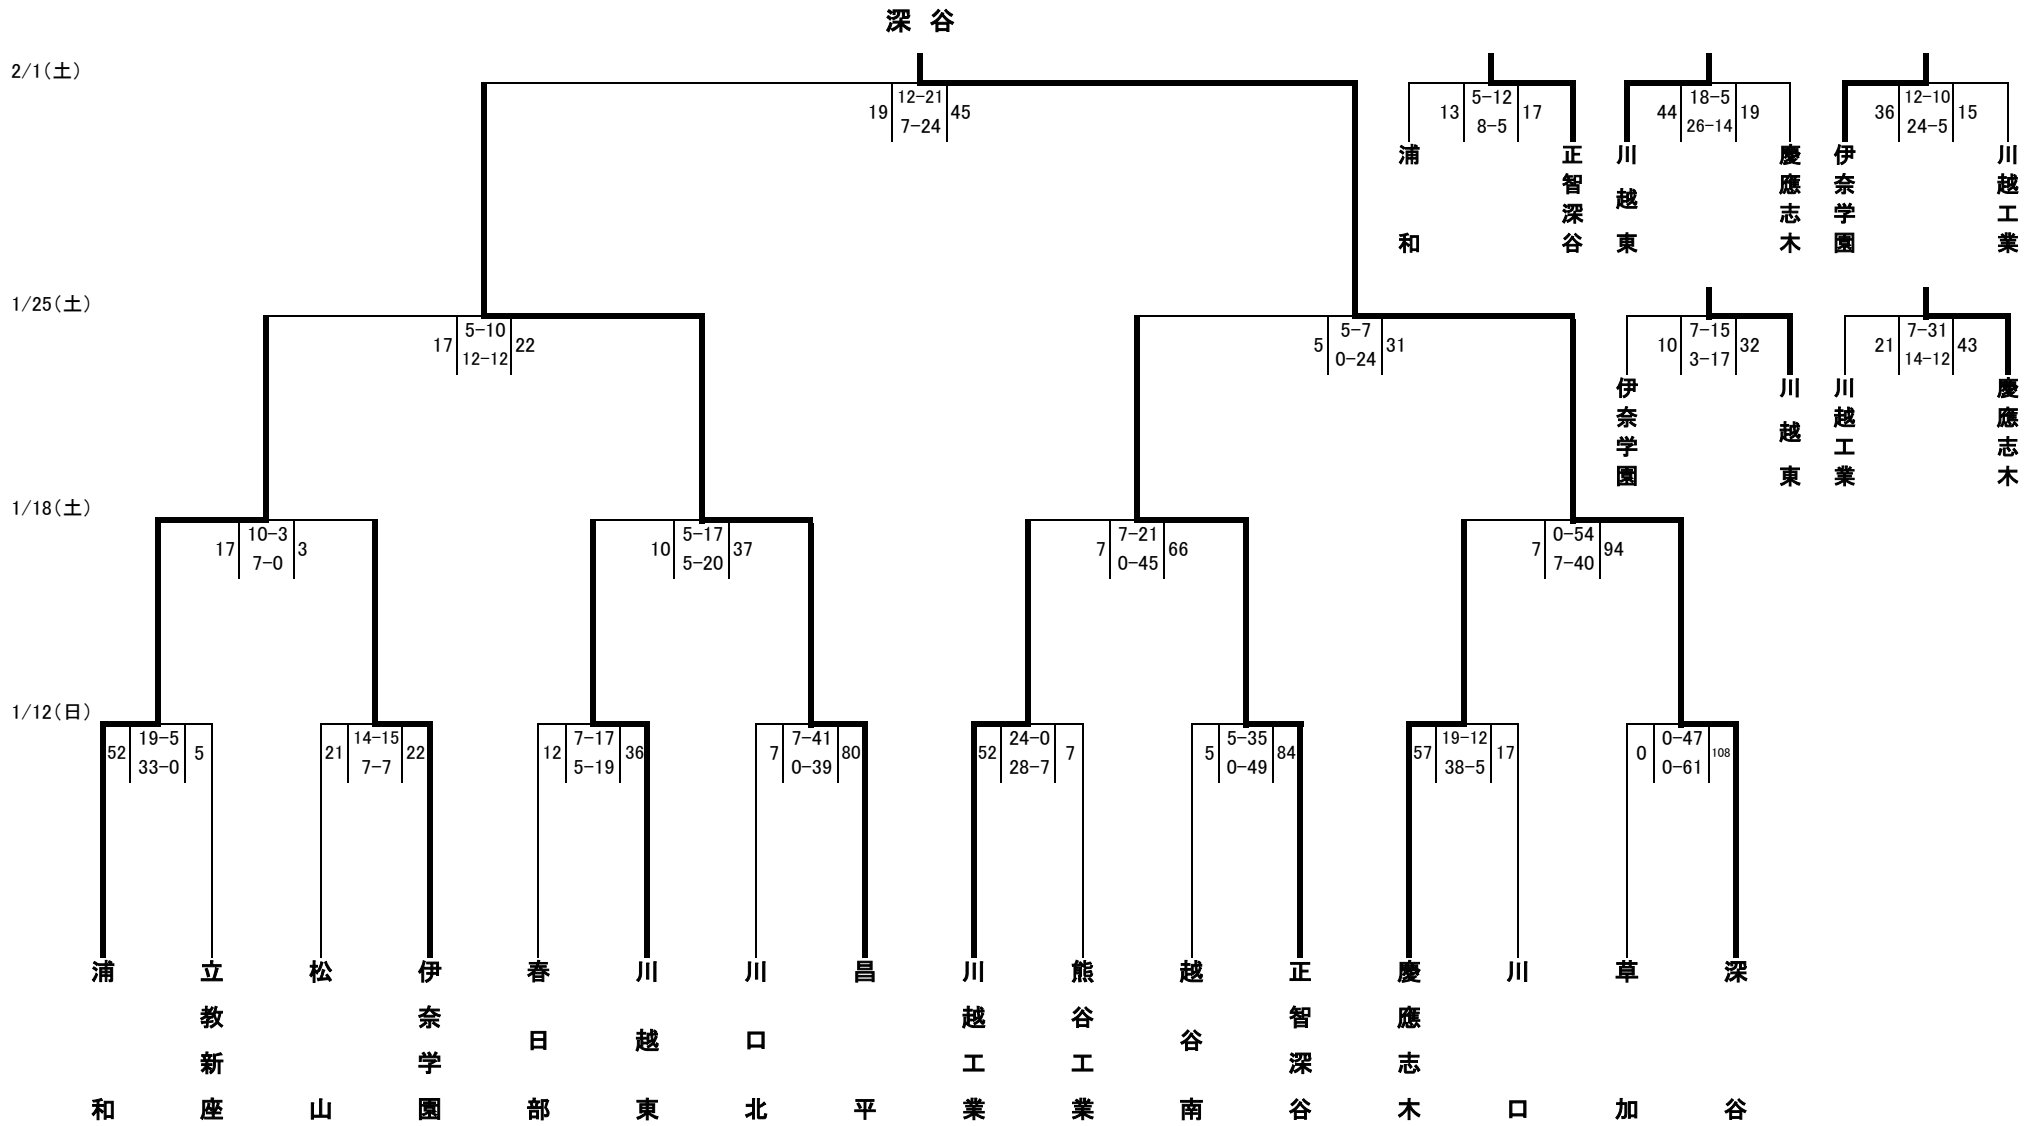 深 谷
2/1(土)
19 12-21 45
7-24
13 5-12 17
8-5
44 18-5 19
26-14
36 12-10 15
24-5
浦和
正智深谷
川越東
慶應志木
伊奈学園
川越工業
1/25(土)
17 5-10 22
12-12
5 5-7 31
0-24
10 7-15 32
3-17
21 7-31 43
14-12
伊奈学園
川越東
川越工業
慶應志木
1/18(土)
17 10-3 3
7-0
10 5-17 37
5-20
7 7-21 66
0-45
7 0-54 94
7-40
1/12(日)
52 19-5 5
33-0
21 14-15 22
7-7
12 7-17 36
5-19
7 7-41 80
0-39
52 24-0 7
28-7
5 5-35 84
0-49
57 19-12 17
38-5
0 0-47 108
0-61
浦和
立教新座
松山
伊奈学園
春日部
川越東
川口北
昌平
川越工業
熊谷工業
越谷南
正智深谷
慶應志木
川口
草加
深谷